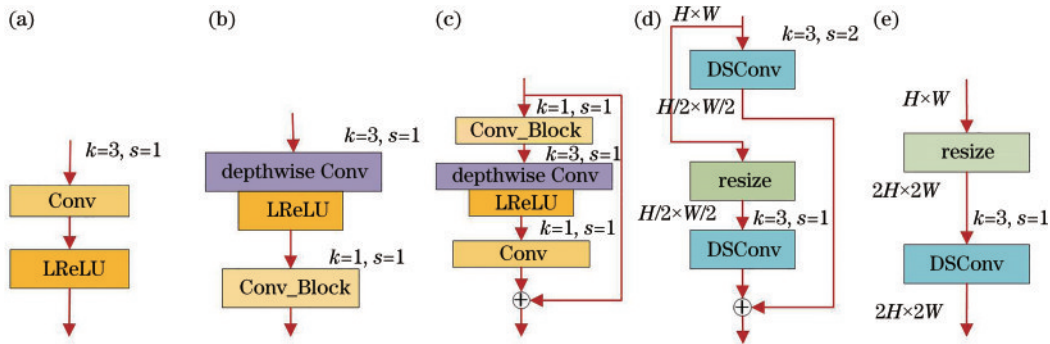 (a)
k=3, s=1
Conv
LReLU
(b)
k=3, s=1
depthwise Conv
LReLU
k=1, s=1
Conv_Block
(c)
k=1, s=1
Conv_Block
k=3, s=1
depthwise Conv
LReLU
k=1, s=1
Conv
+
(d)
H×W
k=3, s=2
DSConv
H/2×W/2
resize
H/2×W/2
k=3, s=1
DSConv
+
(e)
H×W
resize
2H×2W
k=3, s=1
DSConv
2H×2W